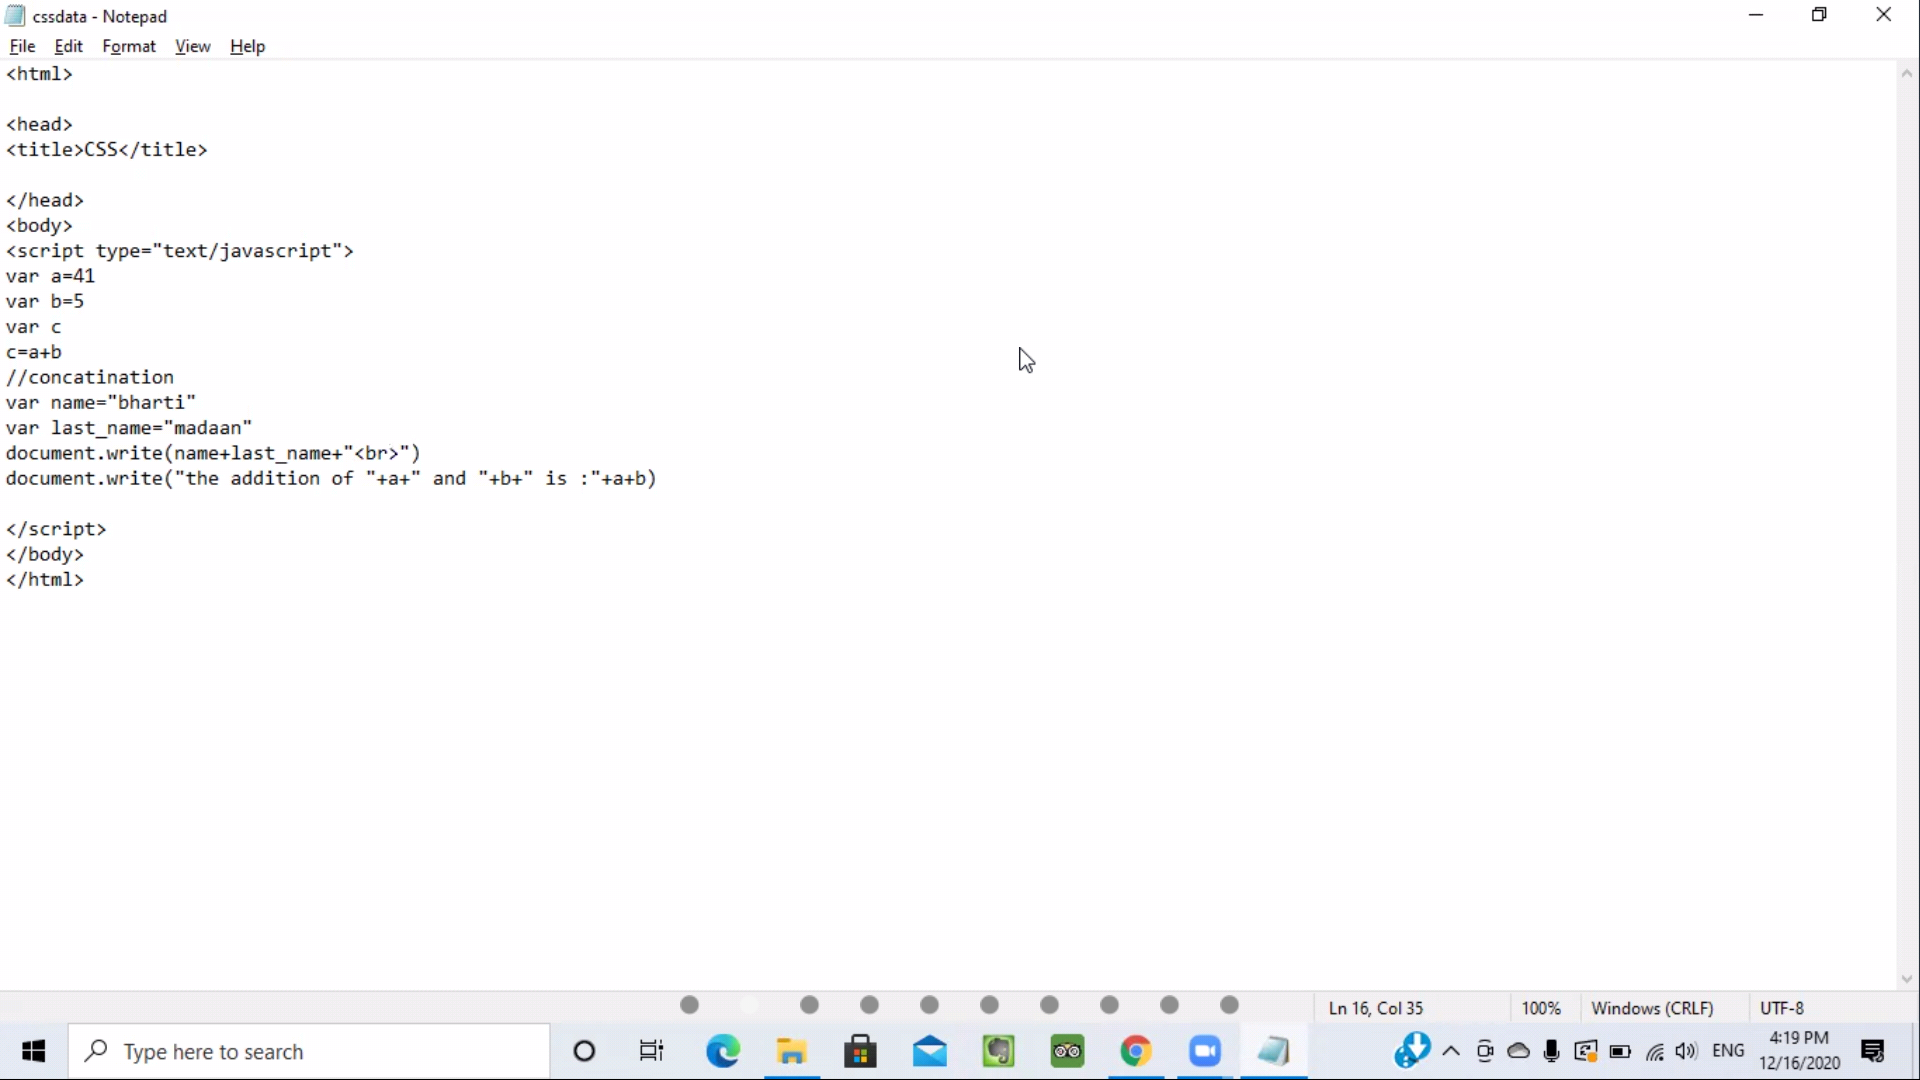 cssdata - Notepad
File Edit Format View Help
<html>
<head>
<title>CSS</title>
</head>
<body>
<script type="text/javascript">
var a=41
var b=5
var c
c=a+b
//concatination
var name="bharti"
var last_name="madaan"
document.write(name+last_name+"<br>")
document.write("the addition of "+a+" and "+b+" is :"+a+b)
</script>
</body>
</html>
Ln 16, Col 35 100% Windows (CRLF) UTF-8
Type here to search ENG 4:19 PM
12/16/2020